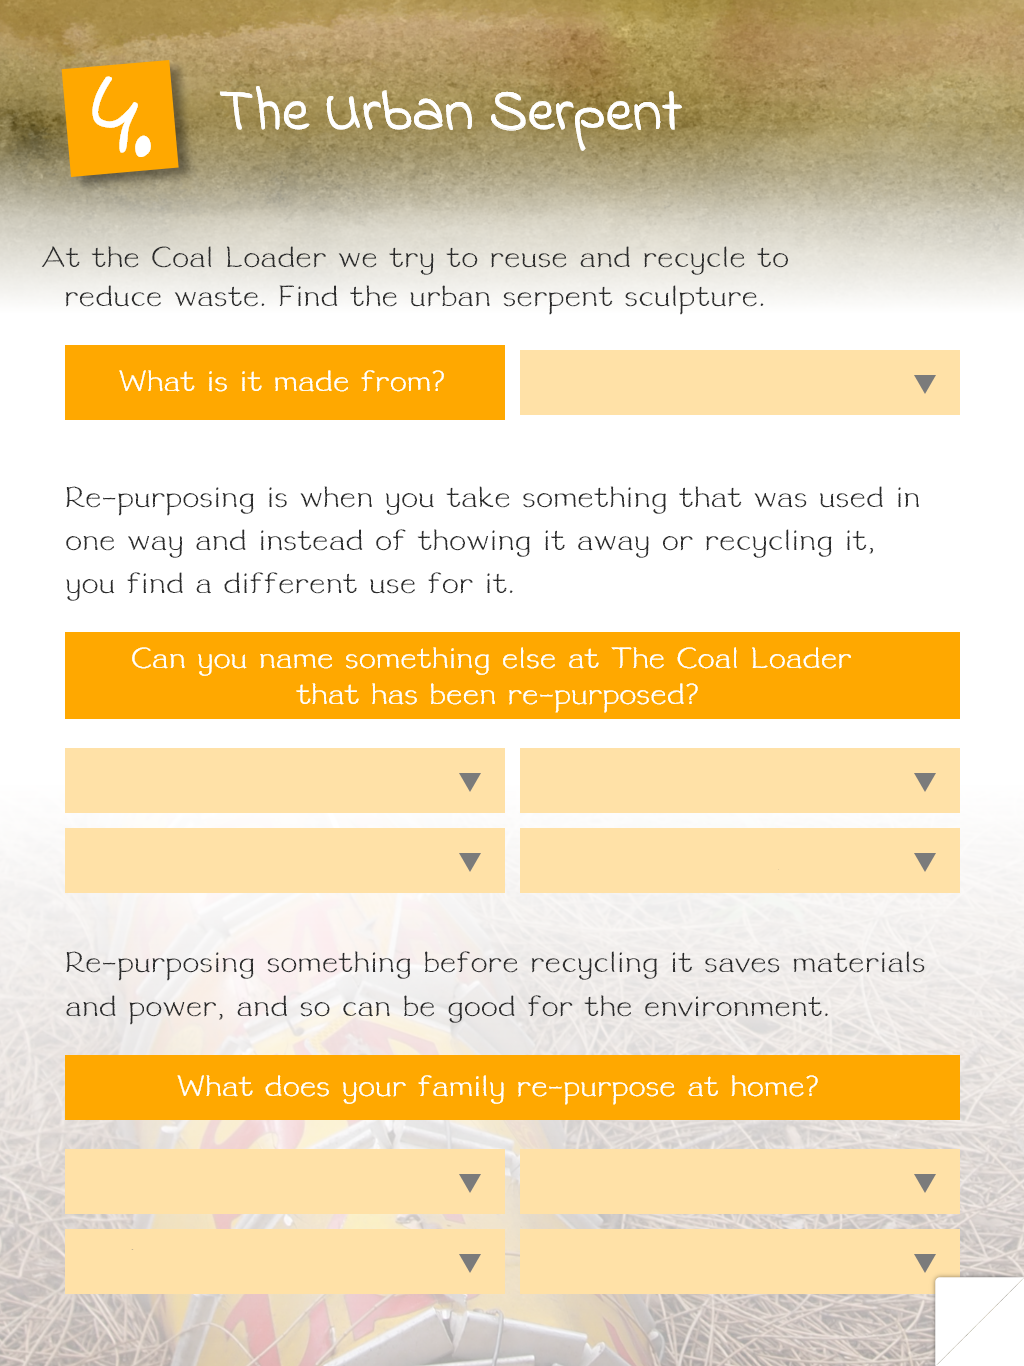 4.
The Urban Serpent
At the Coal Loader we try to reuse and recycle to
reduce waste. Find the urban serpent sculpture.
What is it made from?
Re-purposing is when you take something that was used in
one way and instead of thowing it away or recycling it,
you find a different use for it.
Can you name something else at The Coal Loader
that has been re-purposed?
Re-purposing something before recycling it saves materials
and power, and so can be good for the environment.
What does your family re-purpose at home?